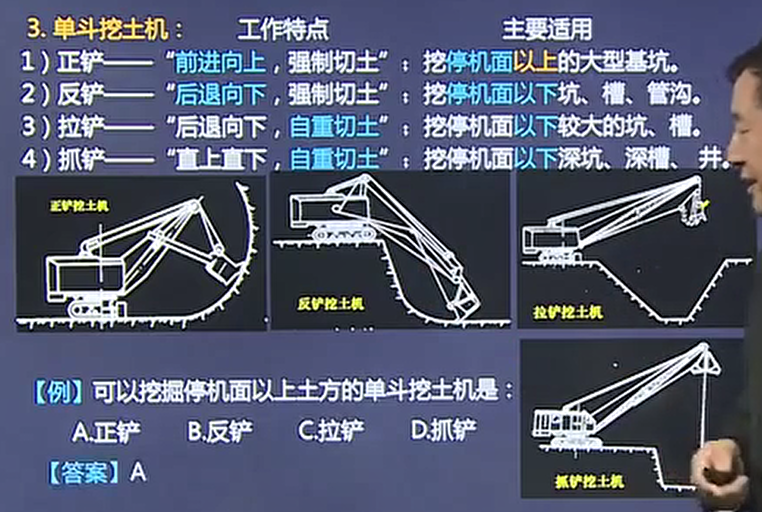 3. 单斗挖土机： 工作特点 主要适用
1）正铲——“前进向上，强制切土”；挖停机面以上的大型基坑。
2）反铲——“后退向下，强制切土”；挖停机面以下坑、槽、管沟。
3）拉铲——“后退向下，自重切土”；挖停机面以下较大的坑、槽。
4）抓铲——“直上直下，自重切土”；挖停机面以下深坑、深槽、井。
正铲挖土机
反铲挖土机
拉铲挖土机
【例】可以挖掘停机面以上土方的单斗挖土机是：
A.正铲 B.反铲 C.拉铲 D.抓铲
【答案】A
抓铲挖土机